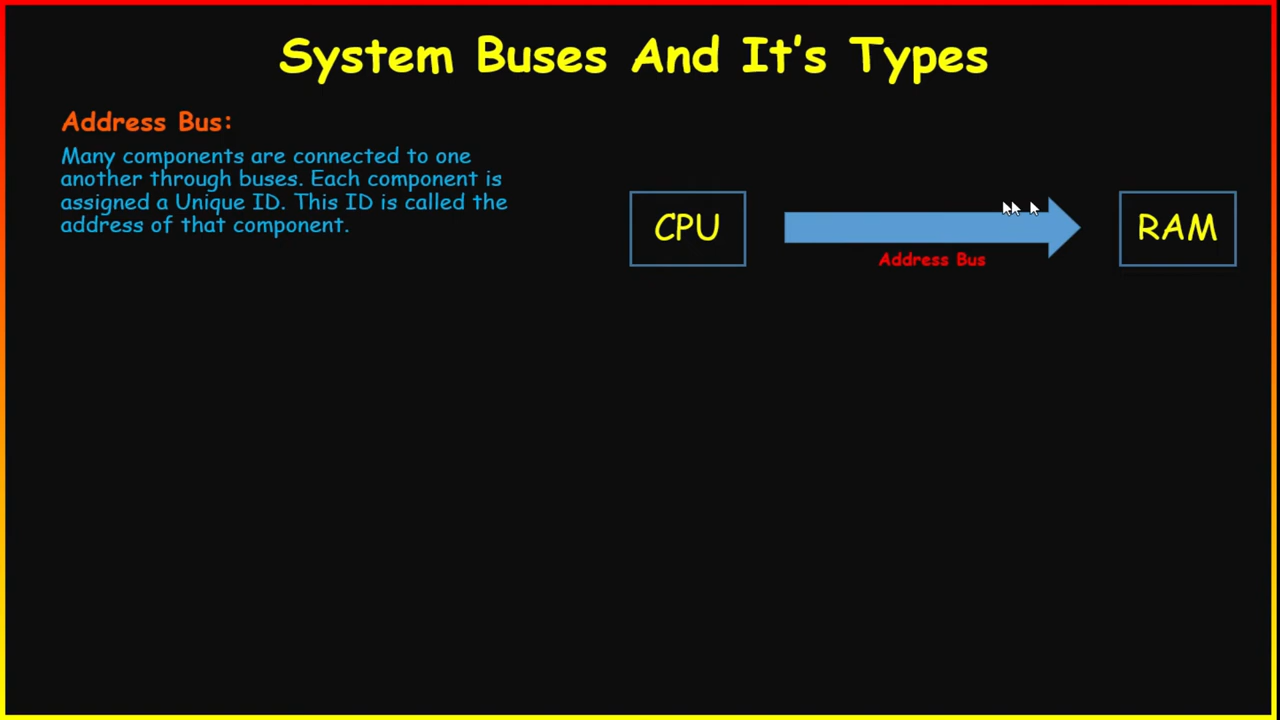 System Buses And It's Types
Address Bus:
Many components are connected to one
another through buses. Each component is
assigned a Unique ID. This ID is called the
address of that component.
CPU
Address Bus
RAM